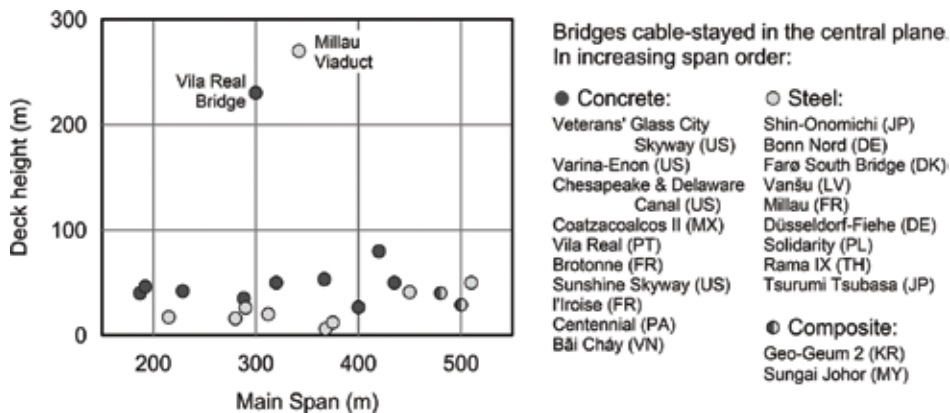 300
200
100
0
Deck height (m)
Vila Real
Bridge
Millau
Viaduct
200 300 400 500
Main Span (m)
Bridges cable-stayed in the central plane.
In increasing span order:
Concrete:
Veterans' Glass City
Skyway (US)
Varina-Enon (US)
Chesapeake & Delaware
Canal (US)
Coatzacoalcos II (MX)
Vila Real (PT)
Brotonne (FR)
Sunshine Skyway (US)
l'Iroise (FR)
Centennial (PA)
Bãi Cháy (VN)
Steel:
Shin-Onomichi (JP)
Bonn Nord (DE)
Farø South Bridge (DK)
Vanšu (LV)
Millau (FR)
Düsseldorf-Flehe (DE)
Solidarity (PL)
Rama IX (TH)
Tsurumi Tsubasa (JP)
Composite:
Geo-Geum 2 (KR)
Sungai Johor (MY)